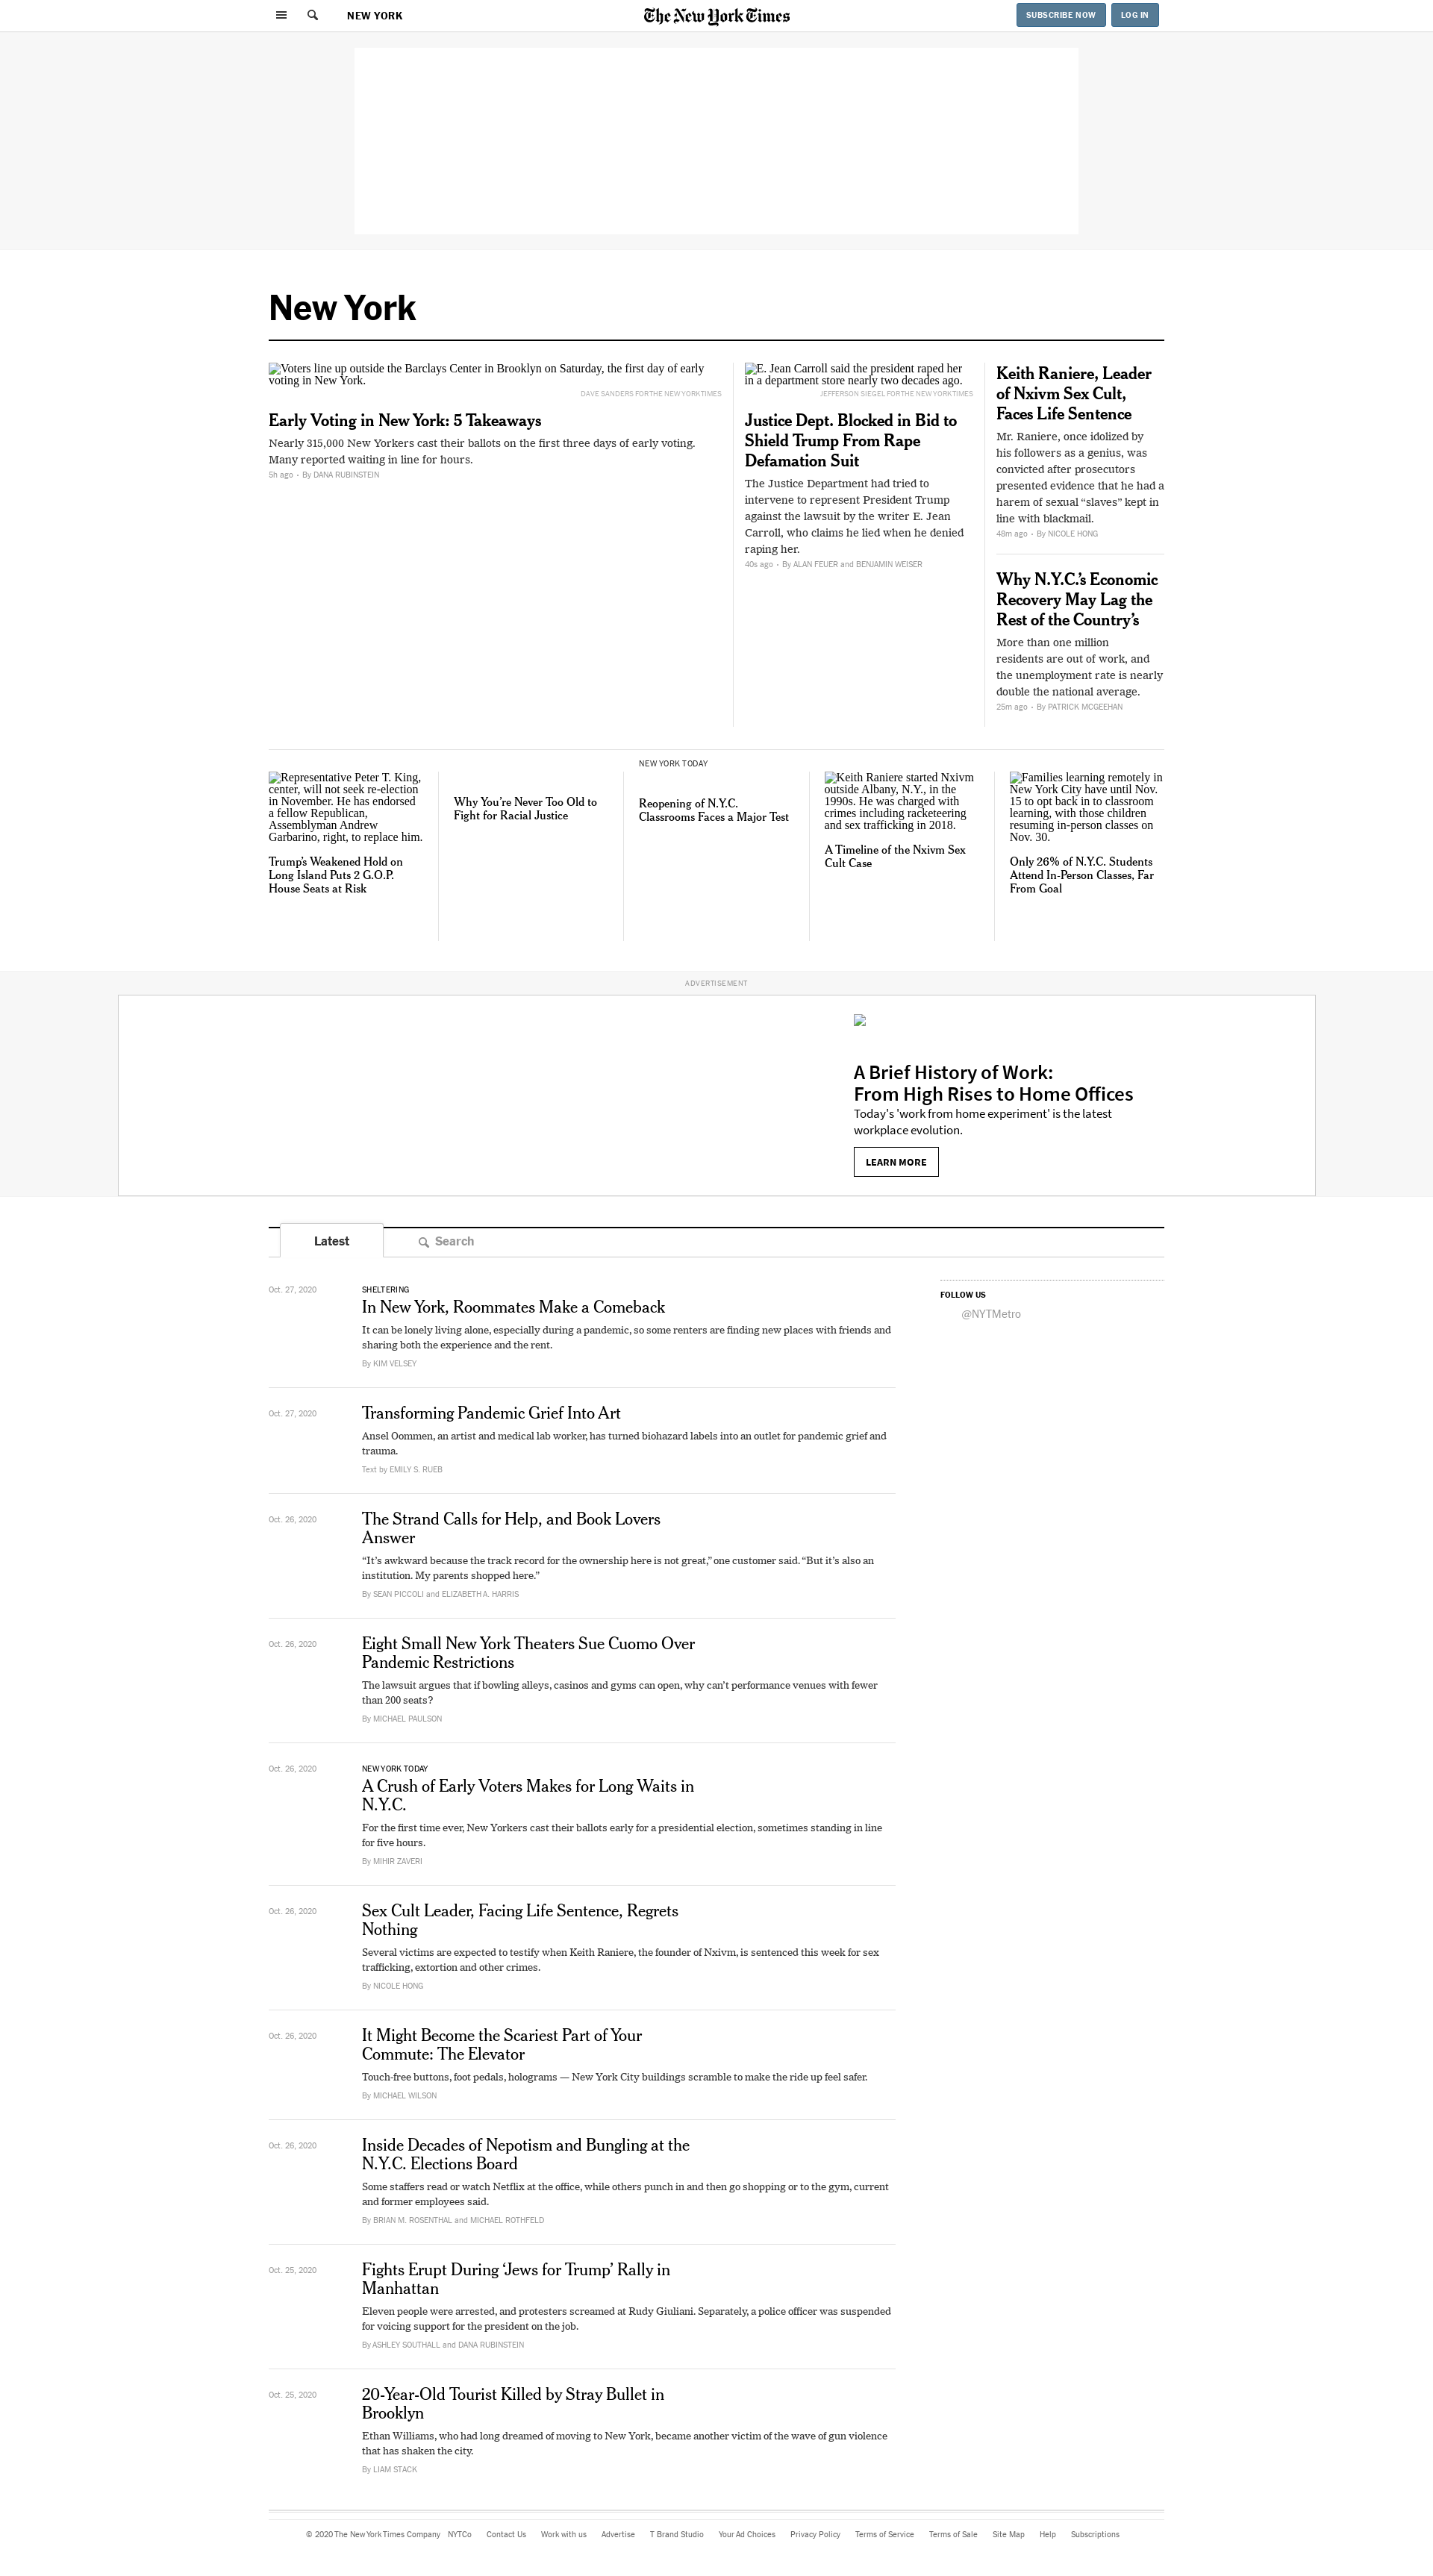 NEW YORK
The New York Times
SUBSCRIBE NOW
LOG IN
New York
Voters line up outside the Barclays Center in Brooklyn on Saturday, the first day of early
voting in New York.
DAVE SANDERS FOR THE NEW YORK TIMES
Early Voting in New York: 5 Takeaways
Nearly 315,000 New Yorkers cast their ballots on the first three days of early voting.
Many reported waiting in line for hours.
5h ago • By DANA RUBINSTEIN
E. Jean Carroll said the president raped her
in a department store nearly two decades ago.
JEFFERSON SIEGEL FOR THE NEW YORK TIMES
Justice Dept. Blocked in Bid to
Shield Trump From Rape
Defamation Suit
The Justice Department had tried to
intervene to represent President Trump
against the lawsuit by the writer E. Jean
Carroll, who claims he lied when he denied
raping her.
40s ago • By ALAN FEUER and BENJAMIN WEISER
Keith Raniere, Leader
of Nxivm Sex Cult,
Faces Life Sentence
Mr. Raniere, once idolized by
his followers as a genius, was
convicted after prosecutors
presented evidence that he had a
harem of sexual “slaves” kept in
line with blackmail.
48m ago • By NICOLE HONG
Why N.Y.C.’s Economic
Recovery May Lag the
Rest of the Country’s
More than one million
residents are out of work, and
the unemployment rate is nearly
double the national average.
25m ago • By PATRICK MCGEEHAN
Representative Peter T. King,
center, will not seek re-election
in November. He has endorsed
a fellow Republican,
Assemblyman Andrew
Garbarino, right, to replace him.
Trump’s Weakened Hold on
Long Island Puts 2 G.O.P.
House Seats at Risk
Why You’re Never Too Old to
Fight for Racial Justice
NEW YORK TODAY
Reopening of N.Y.C.
Classrooms Faces a Major Test
Keith Raniere started Nxivm
outside Albany, N.Y., in the
1990s. He was charged with
crimes including racketeering
and sex trafficking in 2018.
A Timeline of the Nxivm Sex
Cult Case
Families learning remotely in
New York City have until Nov.
15 to opt back in to classroom
learning, with those children
resuming in-person classes on
Nov. 30.
Only 26% of N.Y.C. Students
Attend In-Person Classes, Far
From Goal
ADVERTISEMENT
A Brief History of Work:
From High Rises to Home Offices
Today's 'work from home experiment' is the latest
workplace evolution.
LEARN MORE
Latest
Search
Oct. 27, 2020
SHELTERING
In New York, Roommates Make a Comeback
It can be lonely living alone, especially during a pandemic, so some renters are finding new places with friends and
sharing both the experience and the rent.
By KIM VELSEY
FOLLOW US
@NYTMetro
Oct. 27, 2020
Transforming Pandemic Grief Into Art
Ansel Oommen, an artist and medical lab worker, has turned biohazard labels into an outlet for pandemic grief and
trauma.
Text by EMILY S. RUEB
Oct. 26, 2020
The Strand Calls for Help, and Book Lovers
Answer
“It’s awkward because the track record for the ownership here is not great,” one customer said. “But it’s also an
institution. My parents shopped here.”
By SEAN PICCOLI and ELIZABETH A. HARRIS
Oct. 26, 2020
Eight Small New York Theaters Sue Cuomo Over
Pandemic Restrictions
The lawsuit argues that if bowling alleys, casinos and gyms can open, why can’t performance venues with fewer
than 200 seats?
By MICHAEL PAULSON
Oct. 26, 2020
NEW YORK TODAY
A Crush of Early Voters Makes for Long Waits in
N.Y.C.
For the first time ever, New Yorkers cast their ballots early for a presidential election, sometimes standing in line
for five hours.
By MIHIR ZAVERI
Oct. 26, 2020
Sex Cult Leader, Facing Life Sentence, Regrets
Nothing
Several victims are expected to testify when Keith Raniere, the founder of Nxivm, is sentenced this week for sex
trafficking, extortion and other crimes.
By NICOLE HONG
Oct. 26, 2020
It Might Become the Scariest Part of Your
Commute: The Elevator
Touch-free buttons, foot pedals, holograms — New York City buildings scramble to make the ride up feel safer.
By MICHAEL WILSON
Oct. 26, 2020
Inside Decades of Nepotism and Bungling at the
N.Y.C. Elections Board
Some staffers read or watch Netflix at the office, while others punch in and then go shopping or to the gym, current
and former employees said.
By BRIAN M. ROSENTHAL and MICHAEL ROTHFELD
Oct. 25, 2020
Fights Erupt During ‘Jews for Trump’ Rally in
Manhattan
Eleven people were arrested, and protesters screamed at Rudy Giuliani. Separately, a police officer was suspended
for voicing support for the president on the job.
By ASHLEY SOUTHALL and DANA RUBINSTEIN
Oct. 25, 2020
20-Year-Old Tourist Killed by Stray Bullet in
Brooklyn
Ethan Williams, who had long dreamed of moving to New York, became another victim of the wave of gun violence
that has shaken the city.
By LIAM STACK
© 2020 The New York Times Company NYTCo Contact Us Work with us Advertise T Brand Studio Your Ad Choices Privacy Policy Terms of Service Terms of Sale Site Map Help Subscriptions